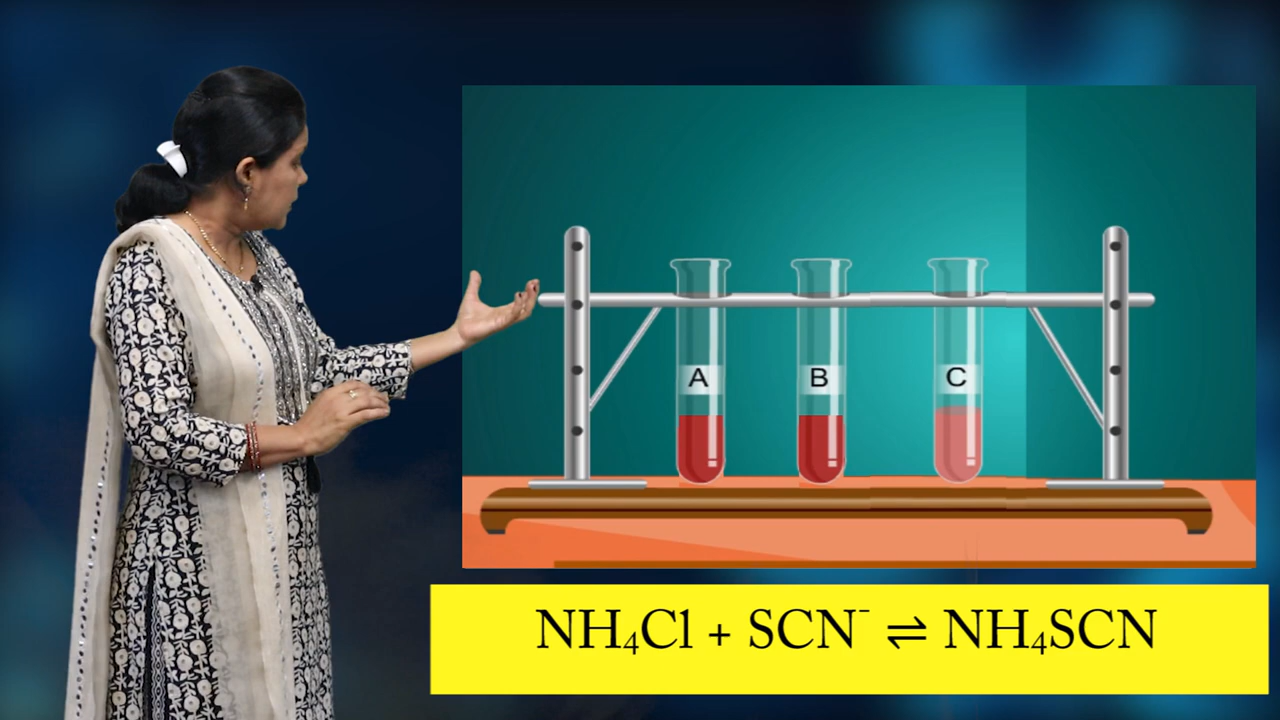 A B C
NH₄Cl + SCN⁻ ⇌ NH₄SCN